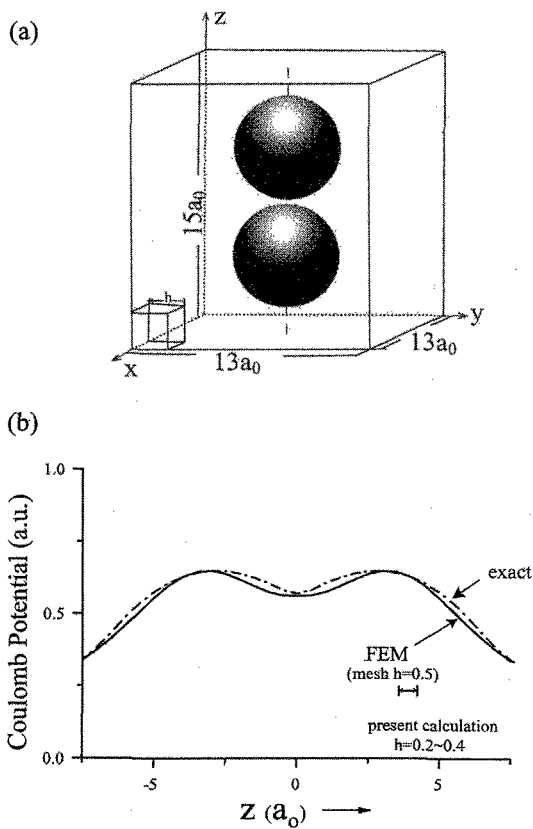 (a)
z
15a₀
h
y
x
13a₀
13a₀
(b)
Coulomb Potential (a.u.)
1.0
0.5
0.0
exact
FEM
(mesh h=0.5)
present calculation
h=0.2~0.4
-5
0
5
z (aₒ)